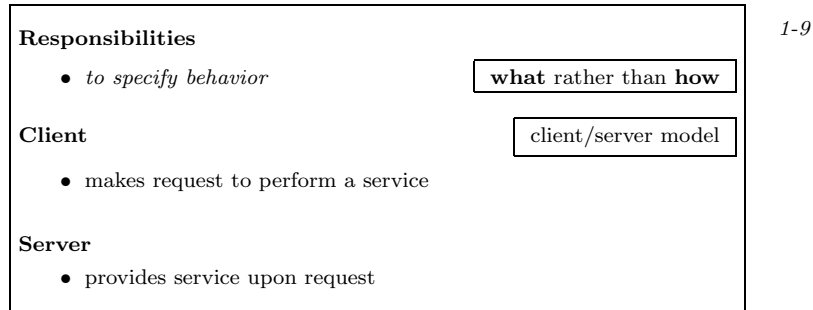 1-9
Responsibilities
• to specify behavior what rather than how
Client client/server model
• makes request to perform a service
Server
• provides service upon request